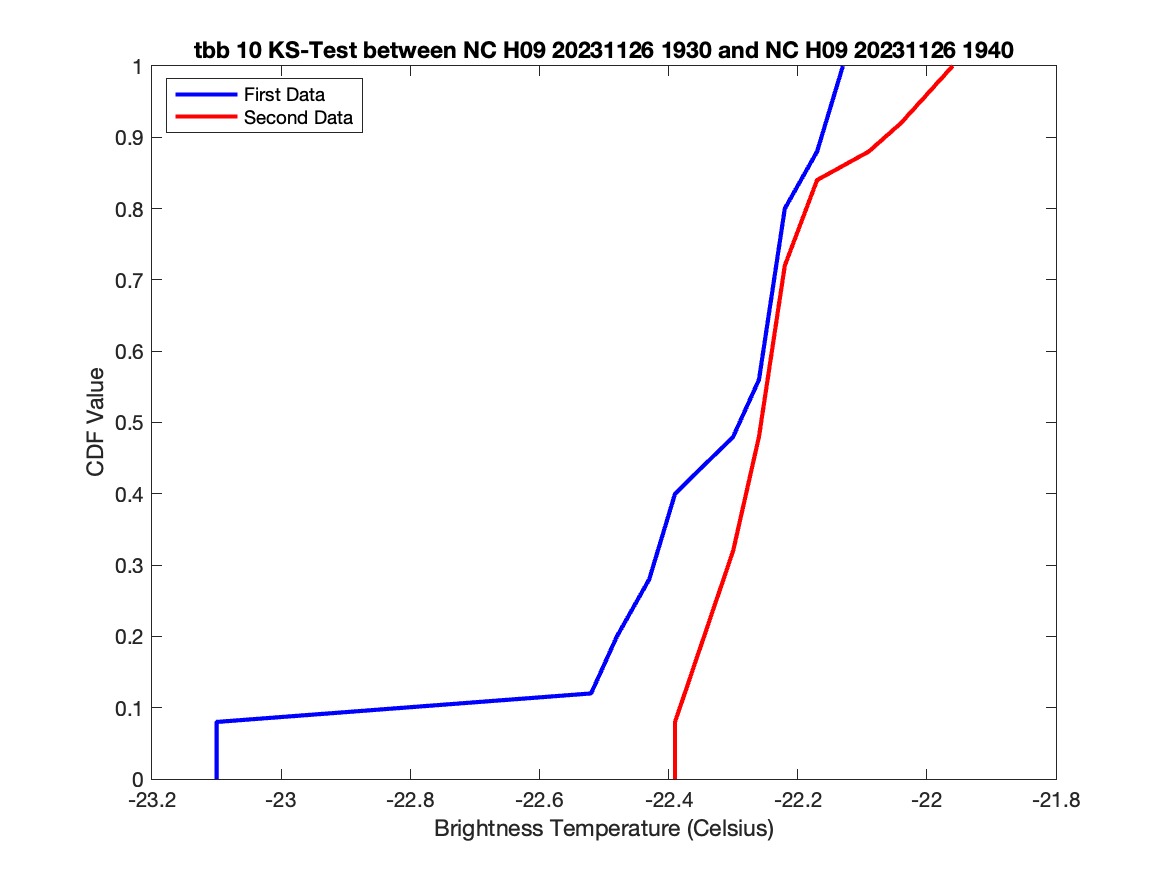 tbb 10 KS-Test between NC H09 20231126 1930 and NC H09 20231126 1940
First Data
Second Data
1
0.9
0.8
0.7
0.6
0.5
0.4
0.3
0.2
0.1
0
CDF Value
-23.2 -23 -22.8 -22.6 -22.4 -22.2 -22 -21.8
Brightness Temperature (Celsius)